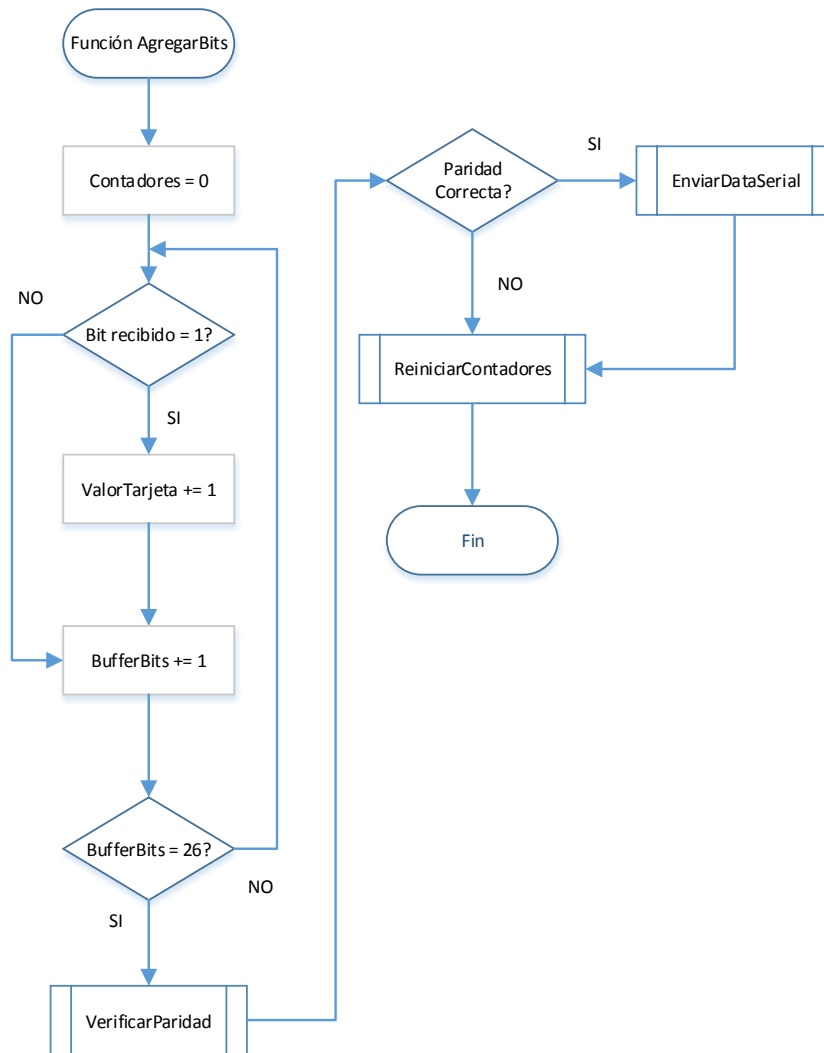 Función AgregarBits
Contadores = 0
NO
Bit recibido = 1?
SI
ValorTarjeta += 1
BufferBits += 1
BufferBits = 26?
NO
SI
VerificarParidad
Paridad
Correcta?
SI
EnviarDataSerial
NO
ReiniciarContadores
Fin